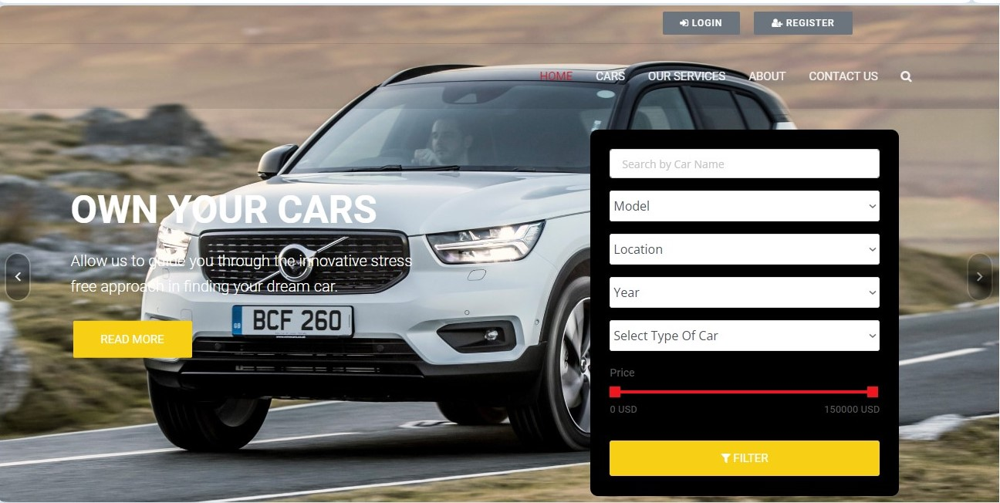 LOGIN
REGISTER
HOME CARS OUR SERVICES ABOUT CONTACT US
OWN YOUR CARS
Allow us to guide you through the innovative stress
free approach in finding your dream car.
READ MORE
BCF 260
GB
Search by Car Name
Model
Location
Year
Select Type Of Car
Price
0 USD 150000 USD
FILTER